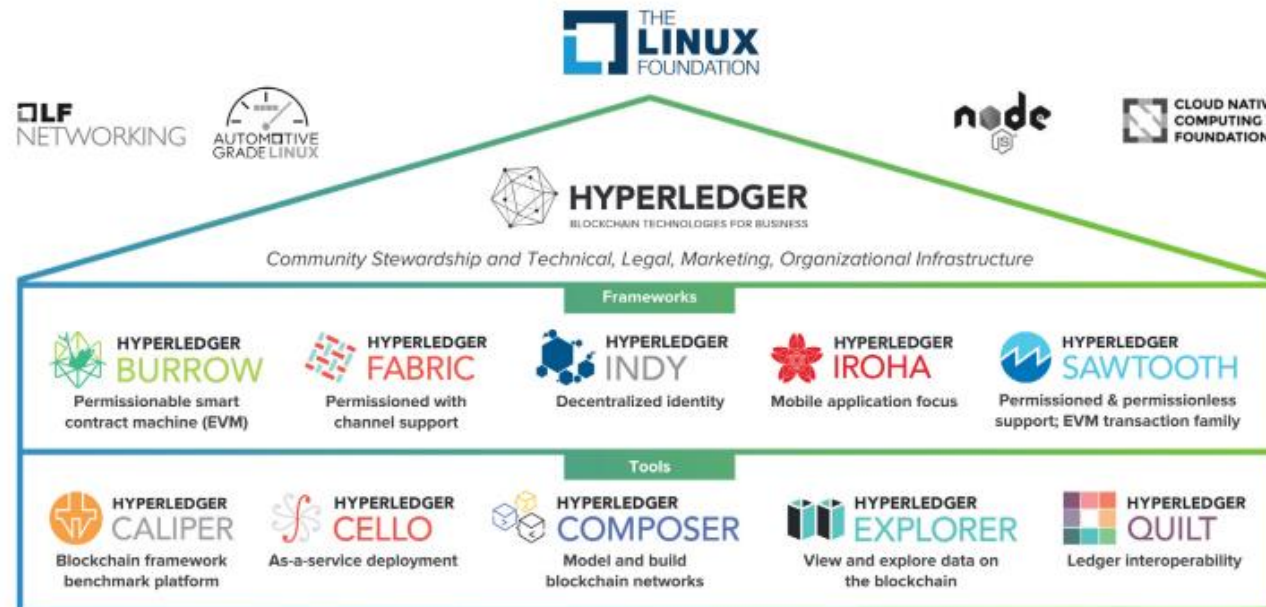 THE
LINUX
FOUNDATION
LF
NETWORKING
AUTOMOTIVE
GRADE LINUX
node
JS
CLOUD NATIV
COMPUTING
FOUNDATION
HYPERLEDGER
BLOCKCHAIN TECHNOLOGIES FOR BUSINESS
Community Stewardship and Technical, Legal, Marketing, Organizational Infrastructure
Frameworks
HYPERLEDGER
BURROW
Permissionable smart
contract machine (EVM)
HYPERLEDGER
FABRIC
Permissioned with
channel support
HYPERLEDGER
INDY
Decentralized identity
HYPERLEDGER
IROHA
Mobile application focus
HYPERLEDGER
SAWTOOTH
Permissioned & permissionless
support; EVM transaction family
Tools
HYPERLEDGER
CALIPER
Blockchain framework
benchmark platform
HYPERLEDGER
CELLO
As-a-service deployment
HYPERLEDGER
COMPOSER
Model and build
blockchain networks
HYPERLEDGER
EXPLORER
View and explore data on
the blockchain
HYPERLEDGER
QUILT
Ledger interoperability